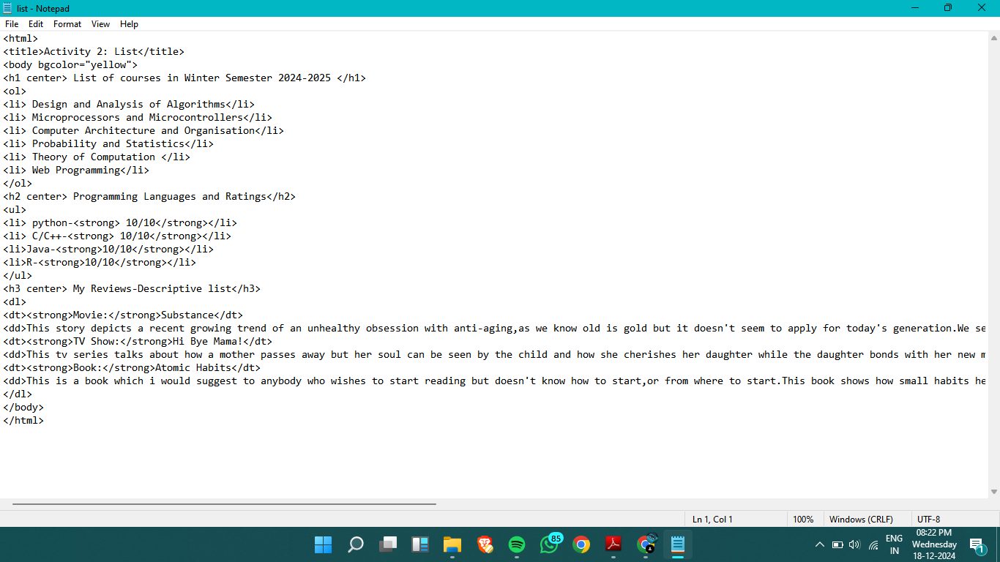 list - Notepad
File Edit Format View Help
<html>
<title>Activity 2: List</title>
<body bgcolor="yellow">
<h1 center> List of courses in Winter Semester 2024-2025 </h1>
<ol>
<li> Design and Analysis of Algorithms</li>
<li> Microprocessors and Microcontrollers</li>
<li> Computer Architecture and Organisation</li>
<li> Probability and Statistics</li>
<li> Theory of Computation </li>
<li> Web Programming</li>
</ol>
<h2 center> Programming Languages and Ratings</h2>
<ul>
<li> python-<strong> 10/10</strong></li>
<li> C/C++-<strong> 10/10</strong></li>
<li>Java-<strong>10/10</strong></li>
<li>R-<strong>10/10</strong></li>
</ul>
<h3 center> My Reviews-Descriptive list</h3>
<dl>
<dt><strong>Movie:</strong>Substance</dt>
<dd>This story depicts a recent growing trend of an unhealthy obsession with anti-aging,as we know old is gold but it doesn't seem to apply for today's generation.We se
<dt><strong>TV Show:</strong>Hi Bye Mama!</dt>
<dd>This tv series talks about how a mother passes away but her soul can be seen by the child and how she cherishes her daughter while the daughter bonds with her new m
<dt><strong>Book:</strong>Atomic Habits</dt>
<dd>This is a book which i would suggest to anybody who wishes to start reading but doesn't know how to start,or from where to start.This book shows how small habits he
</dl>
</body>
</html>
Ln 1, Col 1 100% Windows (CRLF) UTF-8
85
ENG
IN
08:22 PM
Wednesday
18-12-2024
1